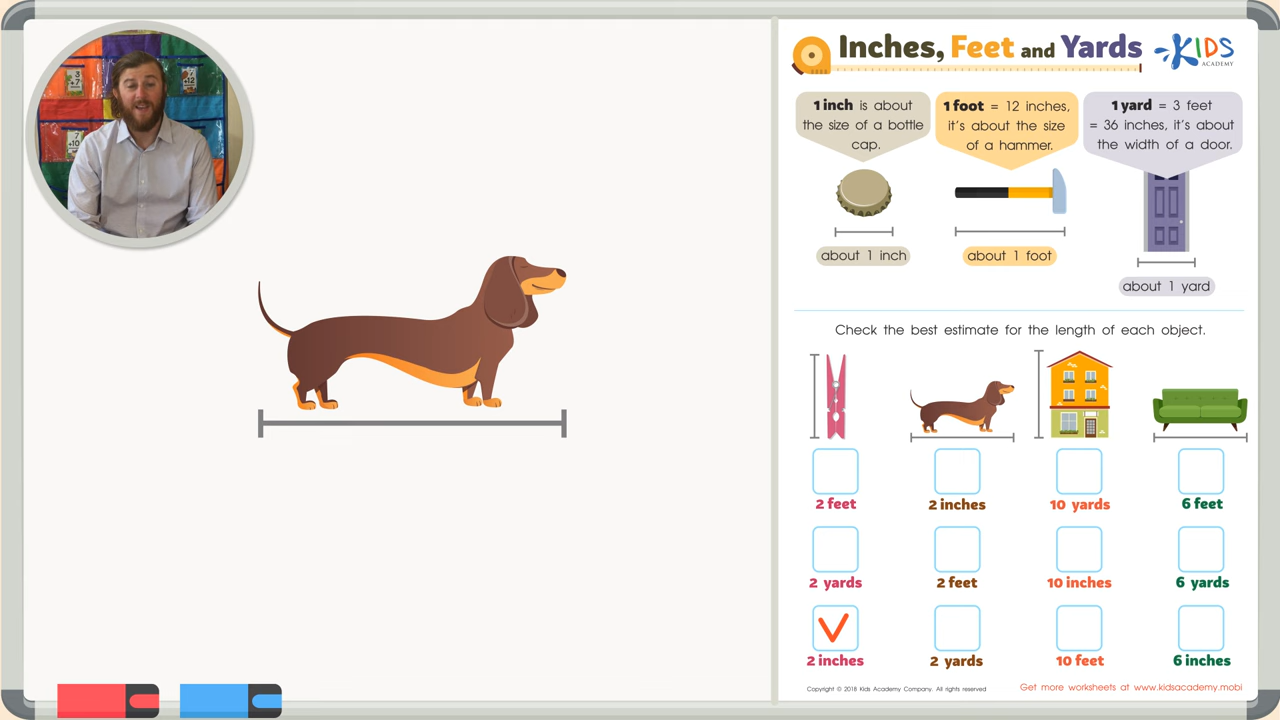 Inches, Feet and Yards
KIDS
ACADEMY
1 inch is about
the size of a bottle
cap.
1 foot = 12 inches,
it's about the size
of a hammer.
1 yard = 3 feet
= 36 inches, it's about
the width of a door.
about 1 inch
about 1 foot
about 1 yard
Check the best estimate for the length of each object.
2 feet
2 inches
10 yards
6 feet
2 yards
2 feet
10 inches
6 yards
2 inches
2 yards
10 feet
6 inches
Copyright © 2018 Kids Academy Company. All rights reserved
Get more worksheets at www.kidsacademy.mobi